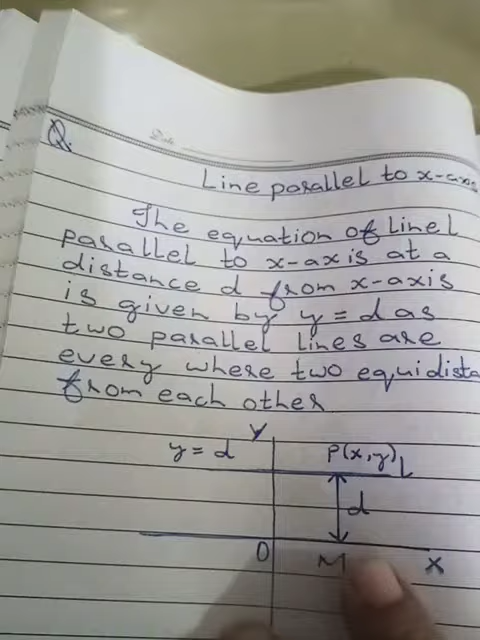 Q.
Date
Line parallel to x-axis
The equation of line l
parallel to x-axis at a
distance d from x-axis
is given by y = d as
two parallel lines are
every where two equidista
from each other
Y
y = d
P(x,y)
L
d
O
M
X